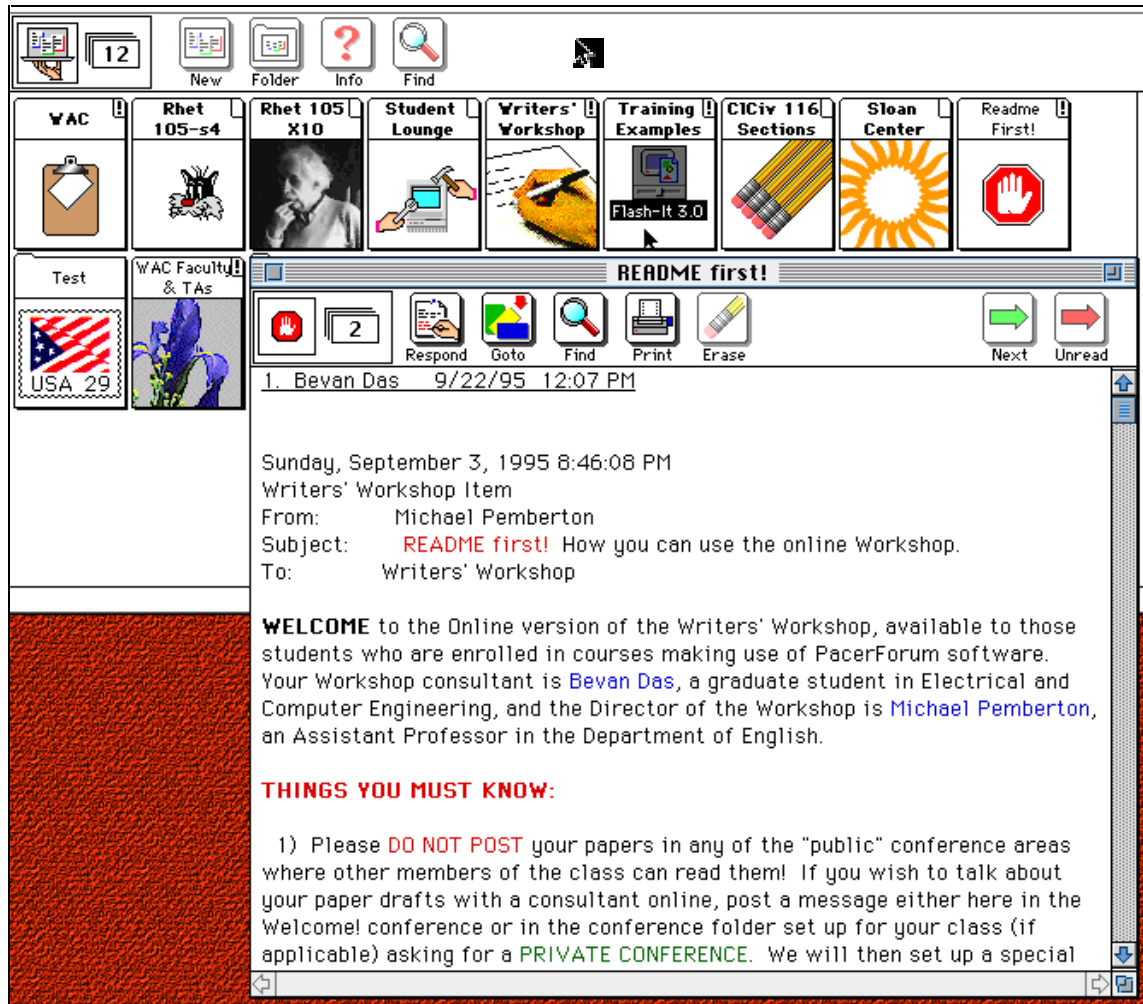 12
New Folder Info Find
WAC
Rhet 105-s4
Rhet 105 X10
Student Lounge
Writers' Workshop
Training Examples
CICiv 116 Sections
Sloan Center
Readme First!
Flash-It 3.0
Test
WAC Faculty & TAs
USA 29
README first!
2
Respond Goto Find Print Erase Next Unread
1. Bevan Das 9/22/95 12:07 PM
Sunday, September 3, 1995 8:46:08 PM
Writers' Workshop Item
From: Michael Pemberton
Subject: README first! How you can use the online Workshop.
To: Writers' Workshop
WELCOME to the Online version of the Writers' Workshop, available to those
students who are enrolled in courses making use of PacerForum software.
Your Workshop consultant is Bevan Das, a graduate student in Electrical and
Computer Engineering, and the Director of the Workshop is Michael Pemberton,
an Assistant Professor in the Department of English.
THINGS YOU MUST KNOW:
1) Please DO NOT POST your papers in any of the "public" conference areas
where other members of the class can read them! If you wish to talk about
your paper drafts with a consultant online, post a message either here in the
Welcome! conference or in the conference folder set up for your class (if
applicable) asking for a PRIVATE CONFERENCE. We will then set up a special